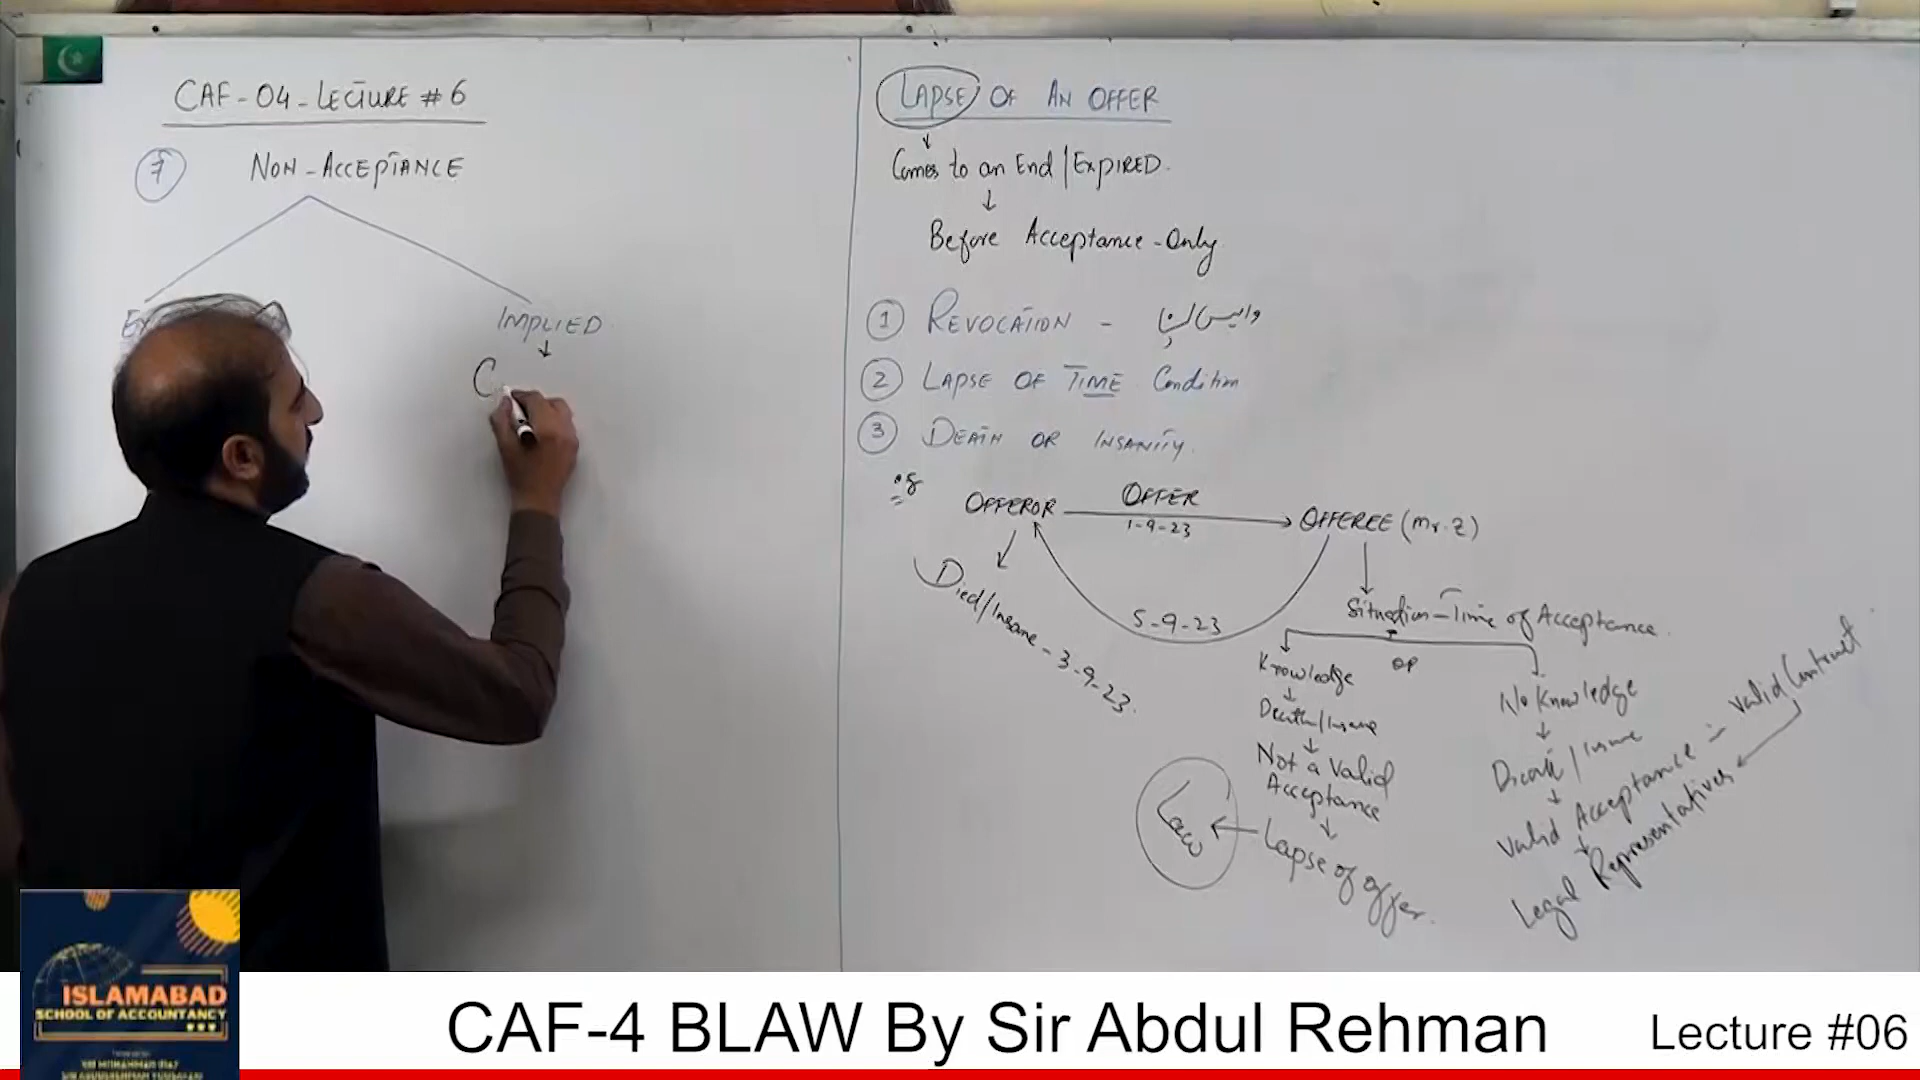 CAF-04-LECTURE # 6
7 NON-ACCEPTANCE
IMPLIED
C
LAPSE OF AN OFFER
Comes to an End/EXPIRED.
Before Acceptance-Only
1 REVOCATION - واپس لینا
2 LAPSE OF TIME Condition
3 DEATH OR INSANITY.
OFFEROR OFFER OFFEREE (Mr. Z)
1-9-23
Died/Insane-3-9-23.
5-9-23
Situation-Time of Acceptance.
Knowledge OR No Knowledge
Death/Insane
Not a Valid
Acceptance
Lapse of offer.
Law
Death/Insane
Valid Acceptance - Valid Contract
Legal Representatives
ISLAMABAD
SCHOOL OF ACCOUNTANCY
CAF-4 BLAW By Sir Abdul Rehman
Lecture #06